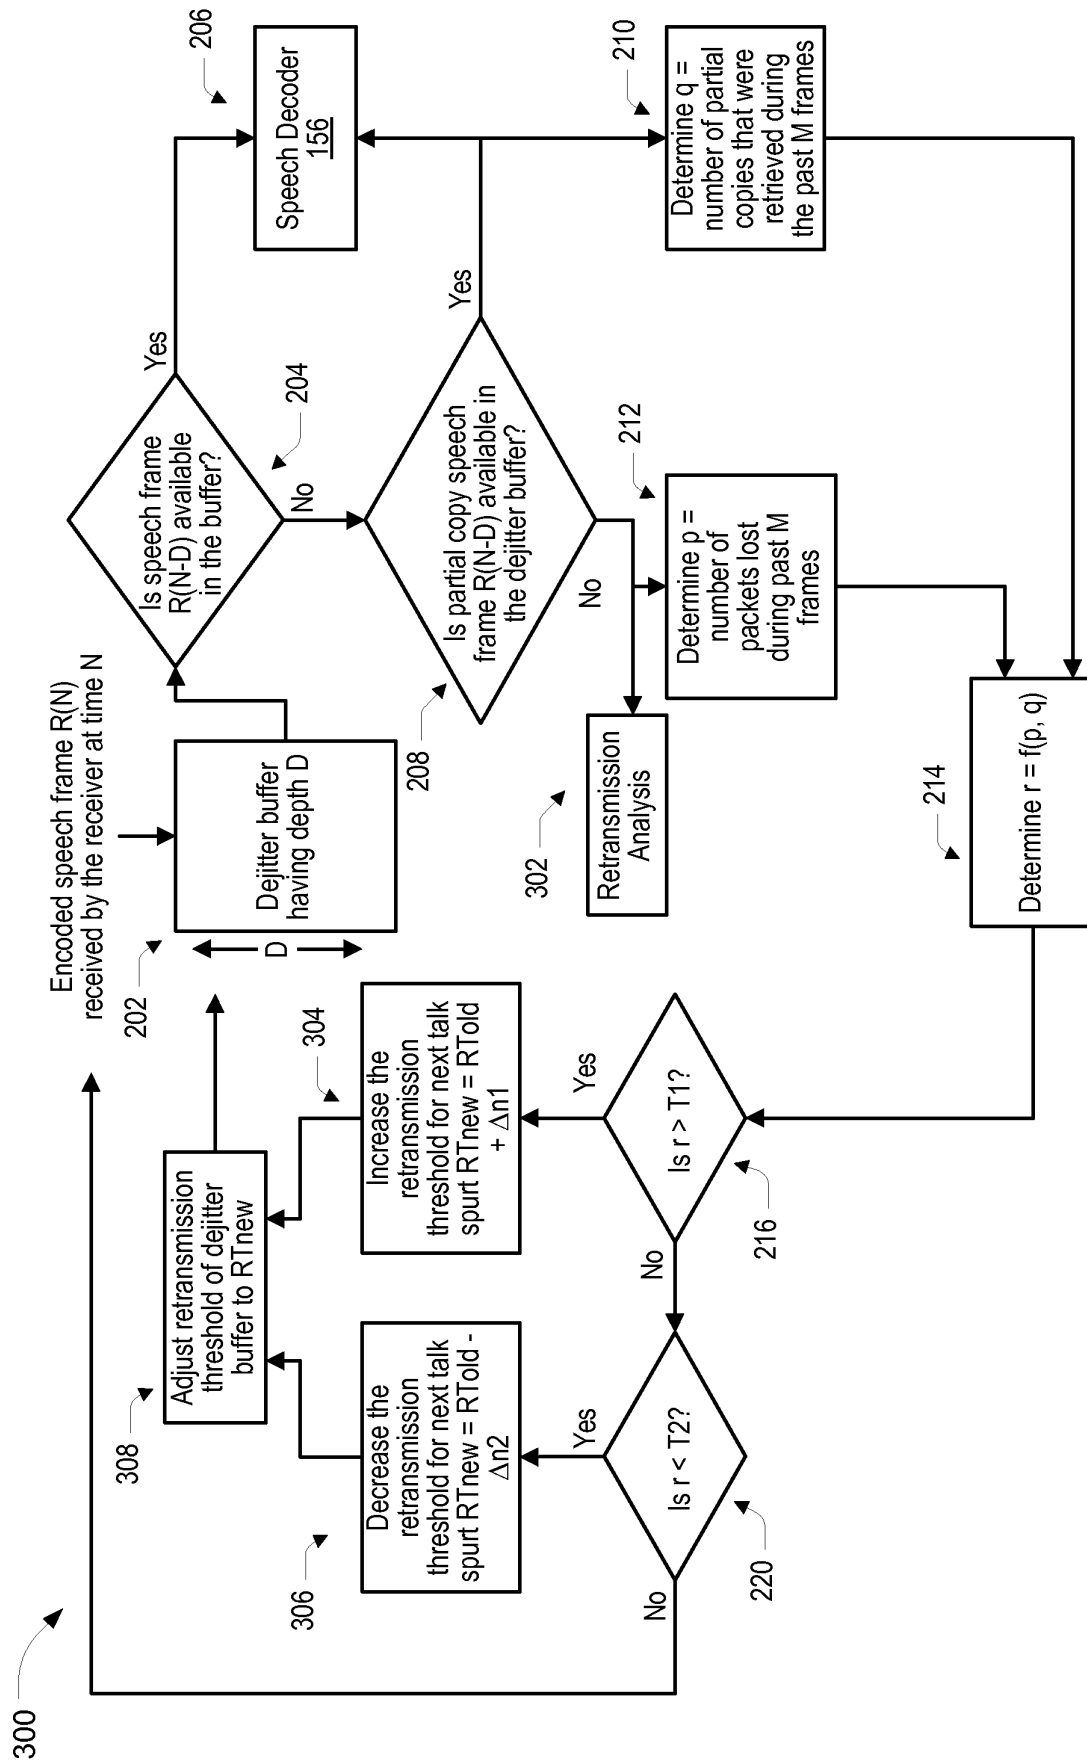 300
Encoded speech frame R(N)
received by the receiver at time N
202
D
Dejitter buffer
having depth D
Is speech frame
R(N-D) available
in the buffer?
204
Yes
No
206
Speech Decoder
156
208
Is partial copy speech
frame R(N-D) available in
the dejitter buffer?
Yes
No
210
Determine q =
number of partial
copies that were
retrieved during
the past M frames
212
Determine p =
number of
packets lost
during past M
frames
302
Retransmission
Analysis
214
Determine r = f(p, q)
216
Is r > T1?
Yes
No
220
Is r < T2?
Yes
No
304
Increase the
retransmission
threshold for next talk
spurt RTnew = RTold
+ Δn1
306
Decrease the
retransmission
threshold for next talk
spurt RTnew = RTold -
Δn2
308
Adjust retransmission
threshold of dejitter
buffer to RTnew